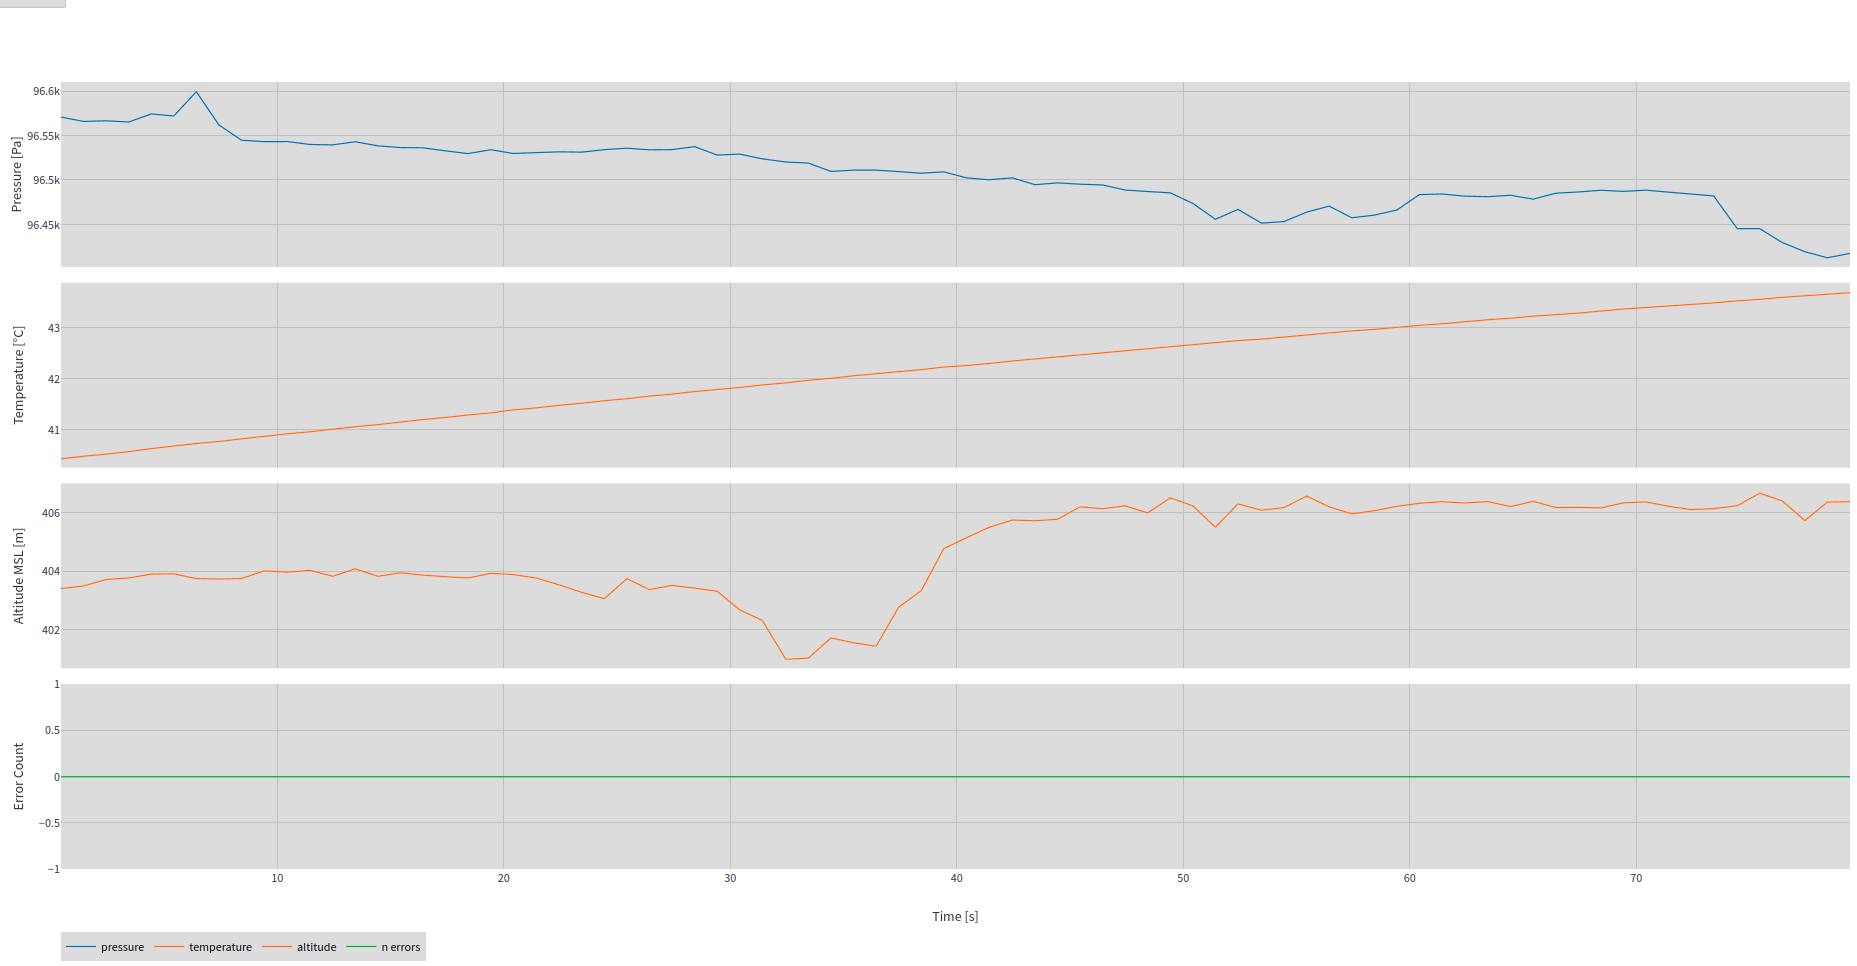 96.6k
96.55k
96.5k
96.45k
Pressure [Pa]
43
42
41
Temperature [°C]
406
404
402
Altitude MSL [m]
1
0.5
0
−0.5
−1
Error Count
10 20 30 40 50 60 70
Time [s]
pressure temperature altitude n errors